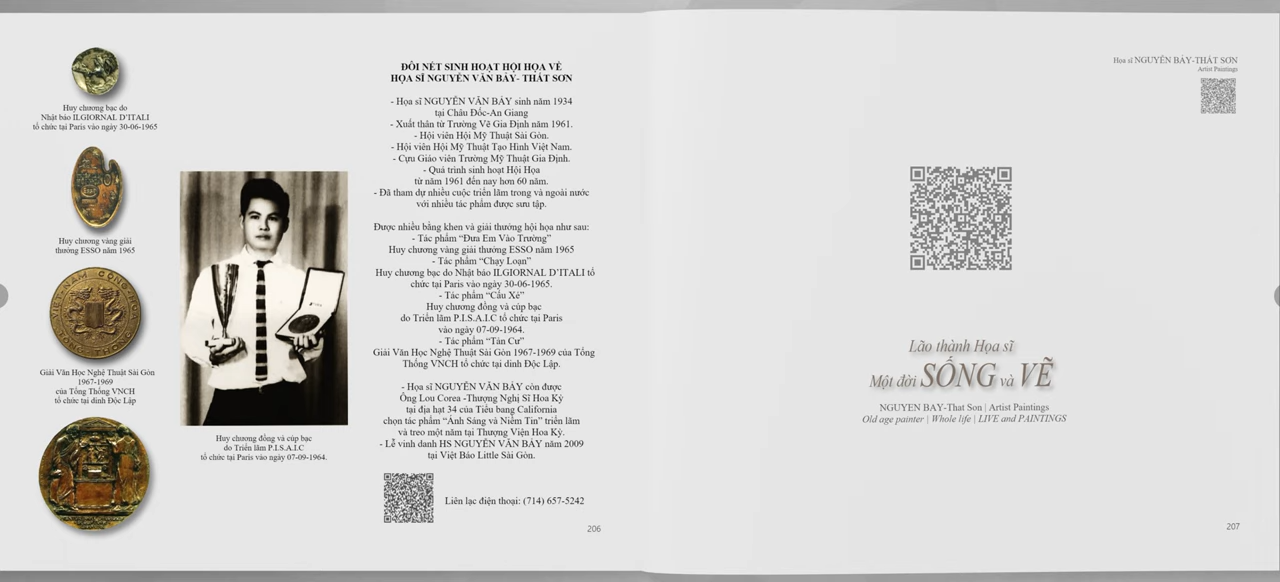 Huy chương bạc do
Nhật báo ILGIORNAL D’ITALI
tổ chức tại Paris vào ngày 30-06-1965
Huy chương vàng giải
thưởng ESSO năm 1965
VIỆT-NAM CỘNG-HÒA
TỔNG-THỐNG
Giải Văn Học Nghệ Thuật Sài Gòn
1967-1969
của Tổng Thống VNCH
tổ chức tại dinh Độc Lập
Huy chương đồng và cúp bạc
do Triển lãm P.I.S.A.I.C
tổ chức tại Paris vào ngày 07-09-1964.
ĐÔI NÉT SINH HOẠT HỘI HỌA VỀ
HỌA SĨ NGUYỄN VĂN BẢY- THẤT SƠN
- Họa sĩ NGUYỄN VĂN BẢY sinh năm 1934
tại Châu Đốc-An Giang
- Xuất thân từ Trường Vẽ Gia Định năm 1961.
- Hội viên Hội Mỹ Thuật Sài Gòn.
- Hội viên Hội Mỹ Thuật Tạo Hình Việt Nam.
- Cựu Giáo viên Trường Mỹ Thuật Gia Định.
- Quá trình sinh hoạt Hội Họa
từ năm 1961 đến nay hơn 60 năm.
- Đã tham dự nhiều cuộc triển lãm trong và ngoài nước
với nhiều tác phẩm được sưu tập.
Được nhiều bằng khen và giải thưởng hội họa như sau:
- Tác phẩm “Đưa Em Vào Trường”
Huy chương vàng giải thưởng ESSO năm 1965
- Tác phẩm “Chạy Loạn”
Huy chương bạc do Nhật báo ILGIORNAL D’ITALI tổ
chức tại Paris vào ngày 30-06-1965.
- Tác phẩm “Cấu Xé”
Huy chương đồng và cúp bạc
do Triển lãm P.I.S.A.I.C tổ chức tại Paris
vào ngày 07-09-1964.
- Tác phẩm “Tản Cư”
Giải Văn Học Nghệ Thuật Sài Gòn 1967-1969 của Tổng
Thống VNCH tổ chức tại dinh Độc Lập.
- Họa sĩ NGUYỄN VĂN BẢY còn được
Ông Lou Corea -Thượng Nghị Sĩ Hoa Kỳ
tại địa hạt 34 của Tiểu bang California
chọn tác phẩm “Ánh Sáng và Niềm Tin” triển lãm
và treo một năm tại Thượng Viện Hoa Kỳ.
- Lễ vinh danh HS NGUYỄN VĂN BẢY năm 2009
tại Việt Báo Little Sài Gòn.
Liên lạc điện thoại: (714) 657-5242
206
Họa sĩ NGUYỄN BẢY-THẤT SƠN
Artist Paintings
Lão thành Họa sĩ
Một đời SỐNG và VẼ
NGUYEN BAY-That Son | Artist Paintings
Old age painter | Whole life | LIVE and PAINTINGS
207